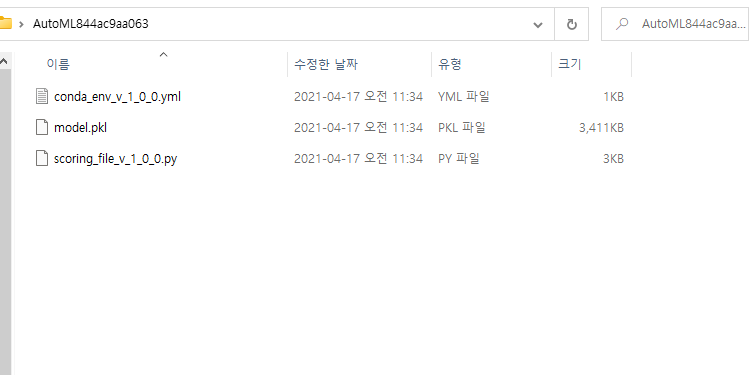 AutoML844ac9aa063
AutoML844ac9aa...
이름 수정한 날짜 유형 크기
conda_env_v_1_0_0.yml 2021-04-17 오전 11:34 YML 파일 1KB
model.pkl 2021-04-17 오전 11:34 PKL 파일 3,411KB
scoring_file_v_1_0_0.py 2021-04-17 오전 11:34 PY 파일 3KB